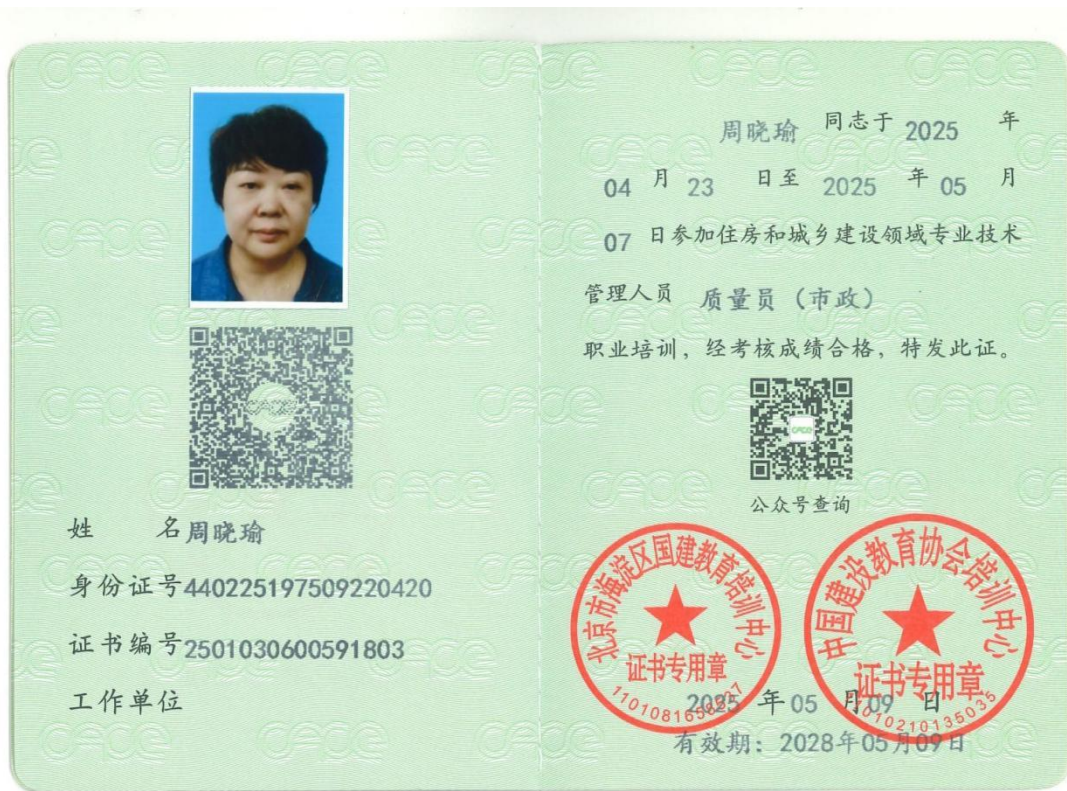 姓 名 周晓瑜
身份证号 440225197509220420
证书编号 2501030600591803
工作单位
周晓瑜 同志于 2025 年
04 月 23 日至 2025 年 05 月
07 日参加住房和城乡建设领域专业技术
管理人员 质量员（市政）
职业培训，经考核成绩合格，特发此证。
公众号查询
北京市海淀区国建教育培训中心
证书专用章
中国建设教育协会培训中心
证书专用章
2025 年 05 月 09 日
有效期：2028年05月09日